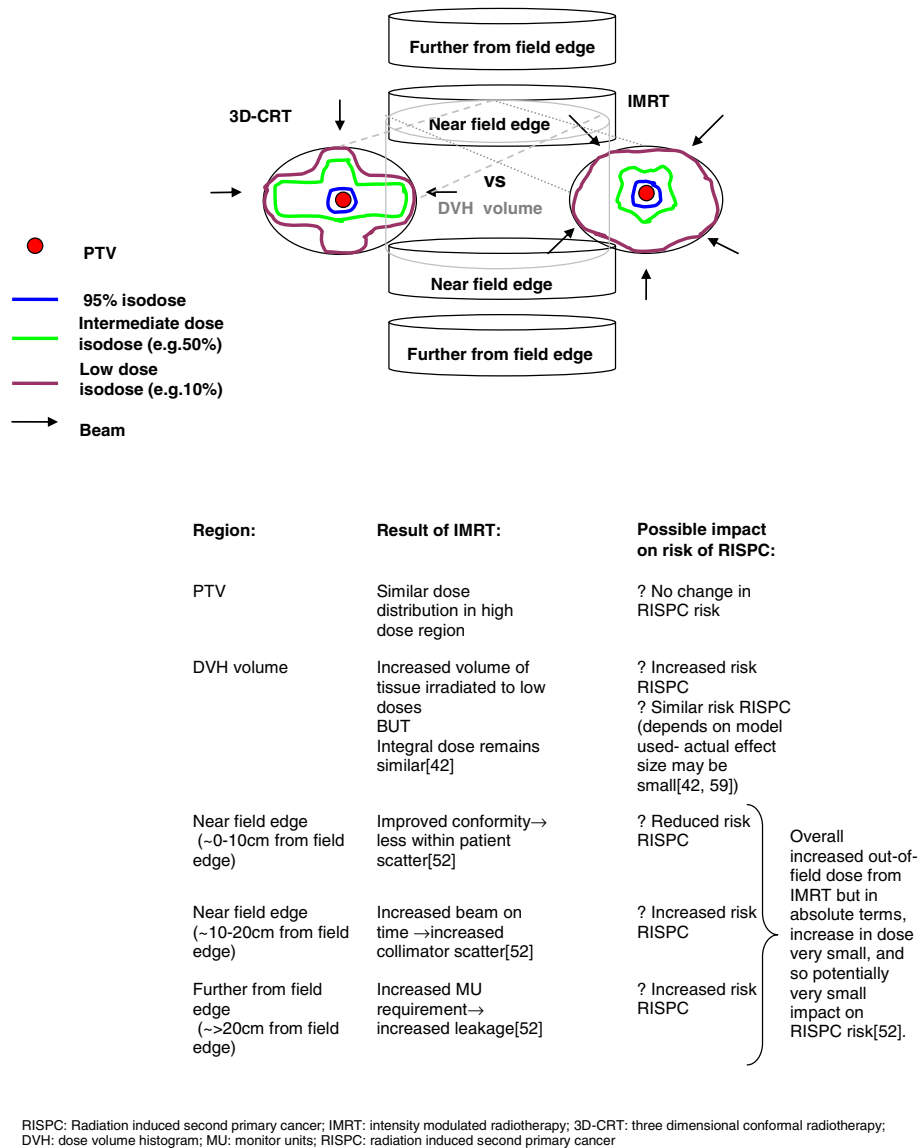 Further from field edge
3D-CRT
IMRT
Near field edge
vs
DVH volume
Near field edge
Further from field edge
PTV
95% isodose
Intermediate dose
isodose (e.g.50%)
Low dose
isodose (e.g.10%)
Beam
Region:
Result of IMRT:
Possible impact
on risk of RISPC:
PTV
Similar dose
distribution in high
dose region
? No change in
RISPC risk
DVH volume
Increased volume of
tissue irradiated to low
doses
BUT
Integral dose remains
similar[42]
? Increased risk
RISPC
? Similar risk RISPC
(depends on model
used- actual effect
size may be
small[42, 59])
Near field edge
(~0-10cm from field
edge)
Improved conformity→
less within patient
scatter[52]
? Reduced risk
RISPC
Near field edge
(~10-20cm from field
edge)
Increased beam on
time →increased
collimator scatter[52]
? Increased risk
RISPC
Further from field
edge
(~>20cm from field
edge)
Increased MU
requirement→
increased leakage[52]
? Increased risk
RISPC
Overall
increased out-of-
field dose from
IMRT but in
absolute terms,
increase in dose
very small, and
so potentially
very small
impact on
RISPC risk[52].
RISPC: Radiation induced second primary cancer; IMRT: intensity modulated radiotherapy; 3D-CRT: three dimensional conformal radiotherapy;
DVH: dose volume histogram; MU: monitor units; RISPC: radiation induced second primary cancer